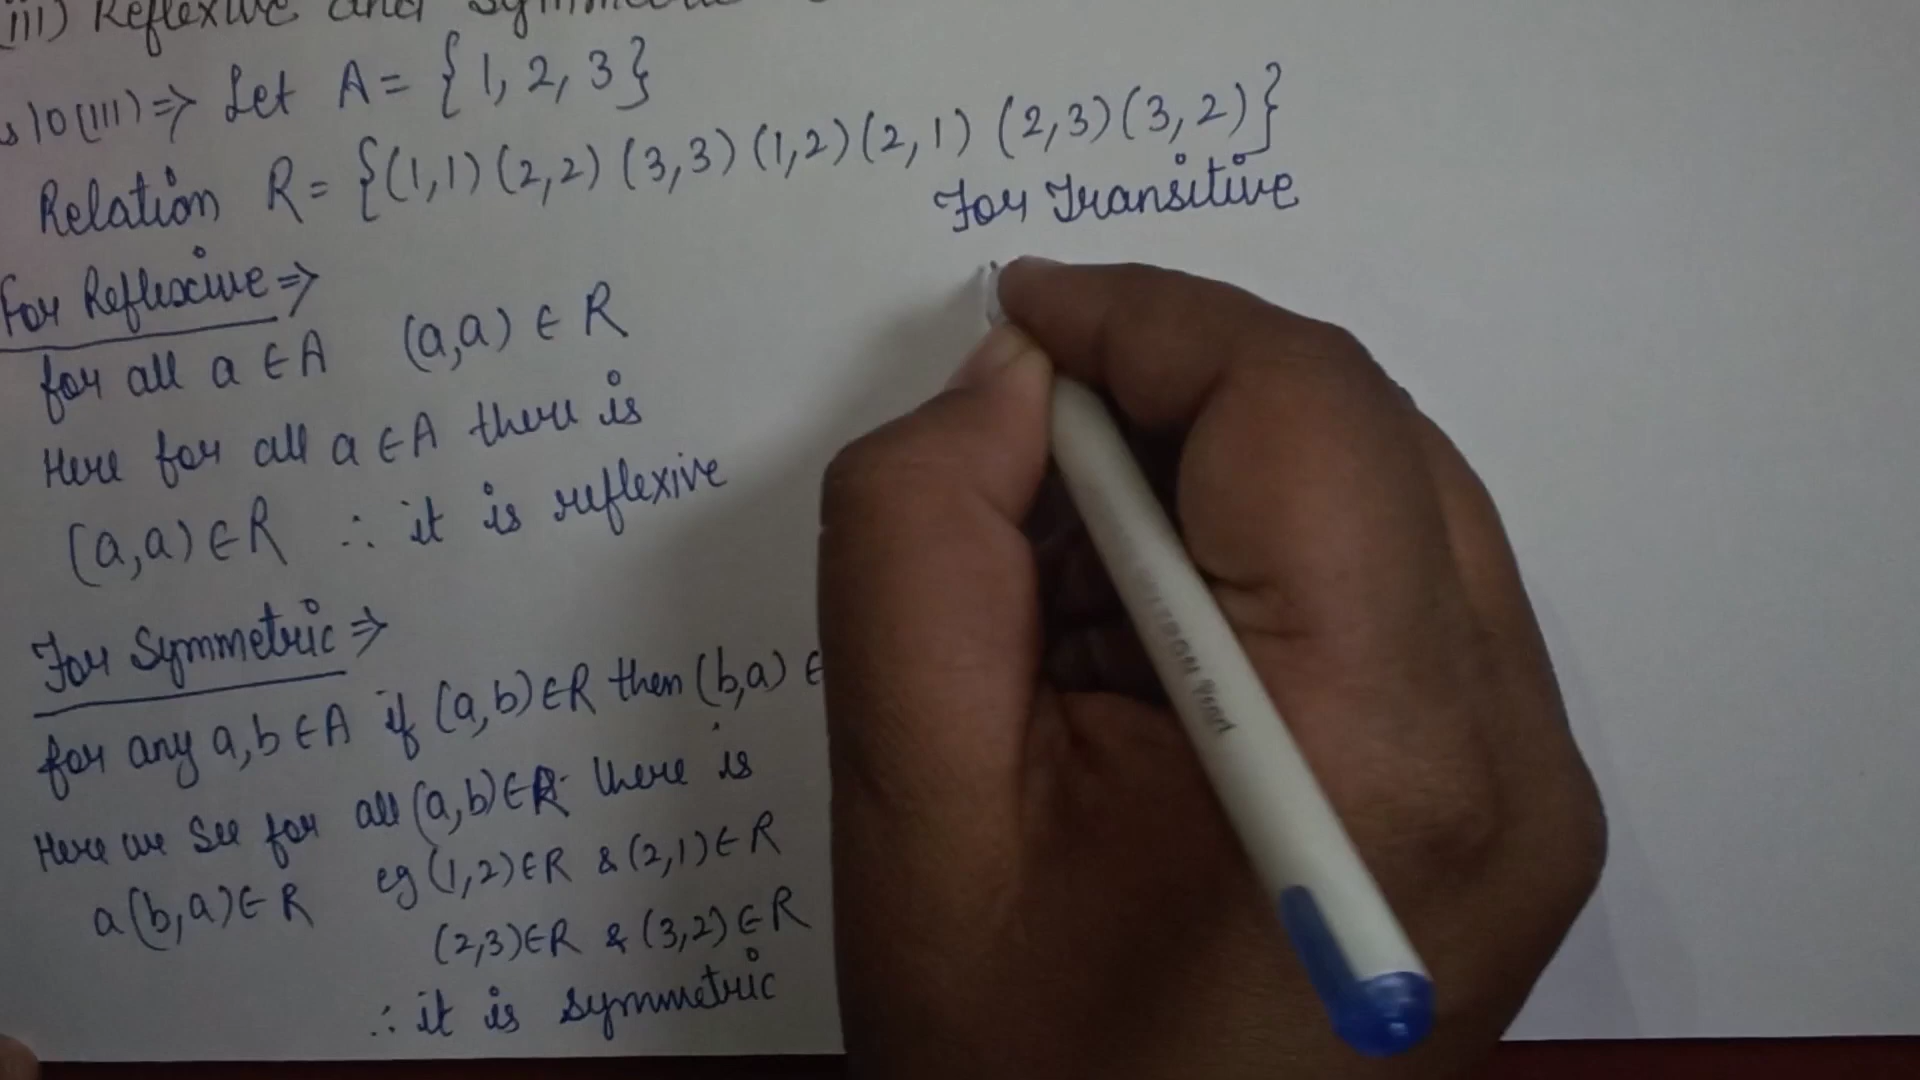 (iii) Reflexive and Symmetric
s 10(III) ⇒ Let A = {1, 2, 3}
Relation R = {(1,1) (2,2) (3,3) (1,2) (2,1) (2,3) (3,2)}
For Reflexive ⇒
for all a ∈ A (a,a) ∈ R
Here for all a ∈ A there is
(a,a) ∈ R ∴ it is reflexive
For Symmetric ⇒
for any a,b ∈ A if (a,b) ∈ R then (b,a) ∈
Here we see for all (a,b) ∈ R there is
a (b,a) ∈ R eg (1,2) ∈ R & (2,1) ∈ R
(2,3) ∈ R & (3,2) ∈ R
∴ it is symmetric
For Transitive